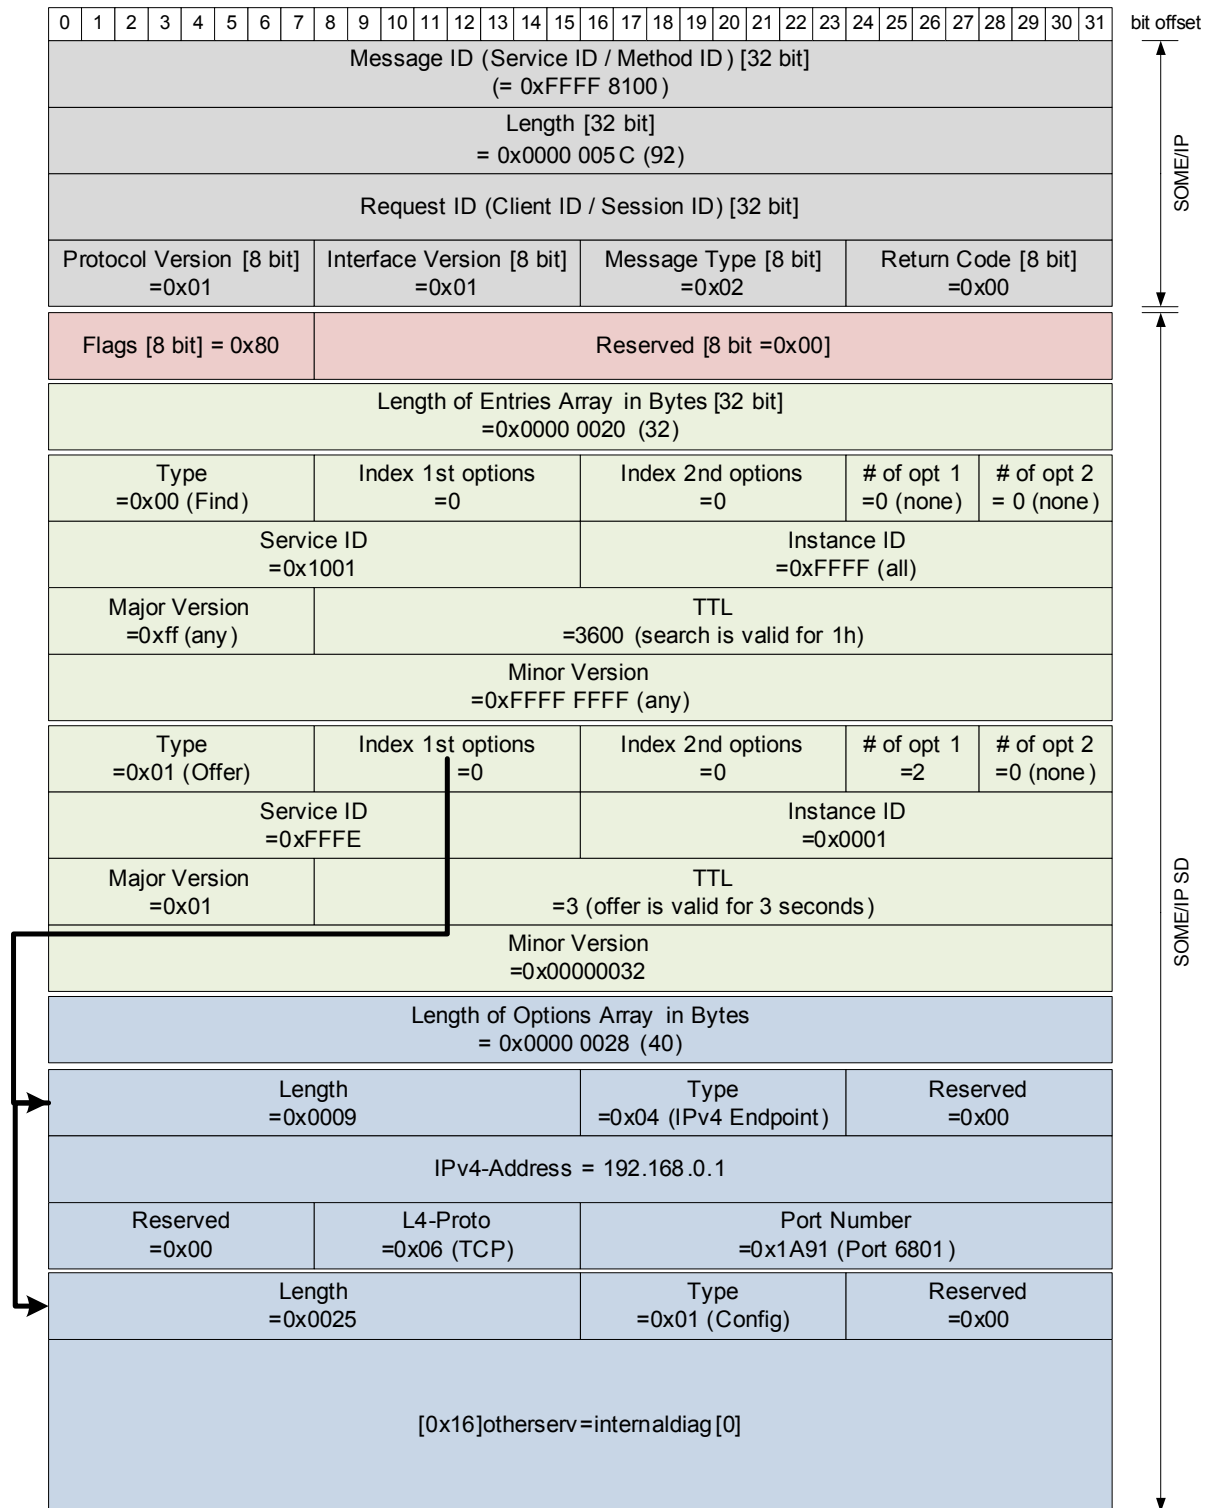 0 1 2 3 4 5 6 7 8 9 10 11 12 13 14 15 16 17 18 19 20 21 22 23 24 25 26 27 28 29 30 31 bit offset
Message ID (Service ID / Method ID) [32 bit]
(= 0xFFFF 8100)
Length [32 bit]
= 0x0000 005C (92)
Request ID (Client ID / Session ID) [32 bit]
Protocol Version [8 bit] Interface Version [8 bit] Message Type [8 bit] Return Code [8 bit]
=0x01 =0x01 =0x02 =0x00
SOME/IP
Flags [8 bit] = 0x80 Reserved [8 bit =0x00]
Length of Entries Array in Bytes [32 bit]
=0x0000 0020 (32)
Type Index 1st options Index 2nd options # of opt 1 # of opt 2
=0x00 (Find) =0 =0 =0 (none) = 0 (none)
Service ID Instance ID
=0x1001 =0xFFFF (all)
Major Version TTL
=0xff (any) =3600 (search is valid for 1h)
Minor Version
=0xFFFF FFFF (any)
Type Index 1st options Index 2nd options # of opt 1 # of opt 2
=0x01 (Offer) =0 =0 =2 =0 (none)
Service ID Instance ID
=0xFFFE =0x0001
Major Version TTL
=0x01 =3 (offer is valid for 3 seconds)
Minor Version
=0x00000032
SOME/IP SD
Length of Options Array in Bytes
= 0x0000 0028 (40)
Length Type Reserved
=0x0009 =0x04 (IPv4 Endpoint) =0x00
IPv4-Address = 192.168.0.1
Reserved L4-Proto Port Number
=0x00 =0x06 (TCP) =0x1A91 (Port 6801)
Length Type Reserved
=0x0025 =0x01 (Config) =0x00
[0x16]otherserv=internaldiag[0]